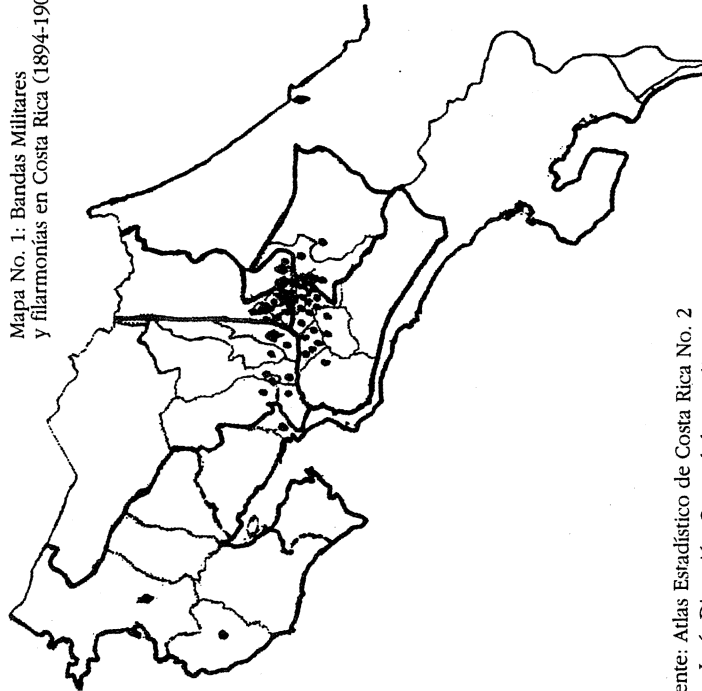 Mapa No. 1: Bandas Militares
y filarmonías en Costa Rica (1894-190
ente: Atlas Estadístico de Costa Rica No. 2